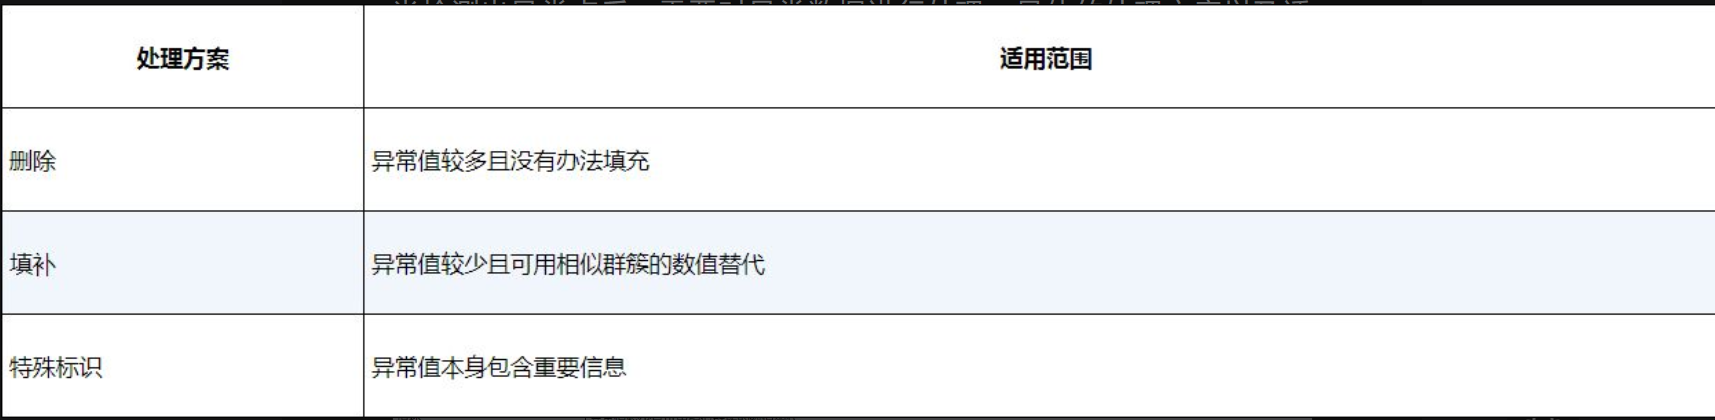 处理方案 适用范围
删除 异常值较多且没有办法填充
填补 异常值较少且可用相似群簇的数值替代
特殊标识 异常值本身包含重要信息